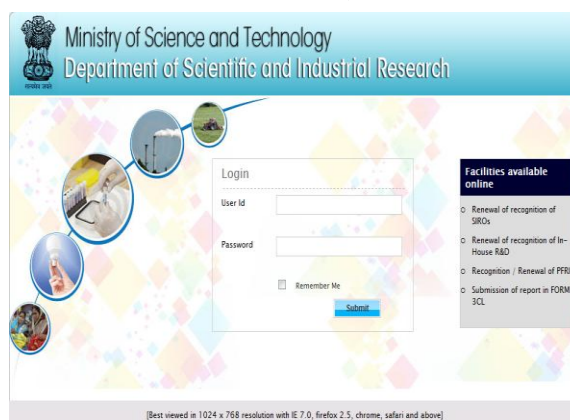 Ministry of Science and Technology
Department of Scientific and Industrial Research
सत्यमेव जयते
Login
User Id
Password
Remember Me
Submit
Facilities available
online
Renewal of recognition of
SIROs
Renewal of recognition of In-
House R&D
Recognition / Renewal of PFRI
Submission of report in FORM
3CL
[Best viewed in 1024 x 768 resolution with IE 7.0, firefox 2.5, chrome, safari and above]